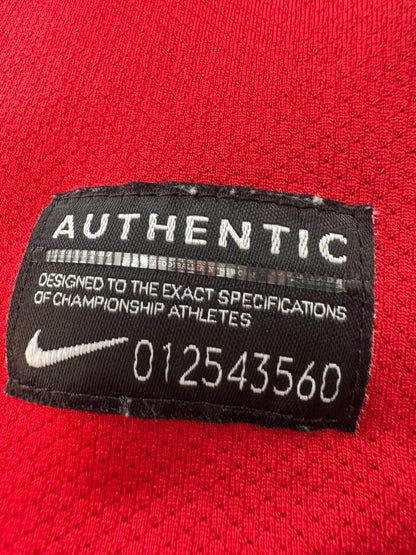 AUTHENTIC
DESIGNED TO THE EXACT SPECIFICATIONS
OF CHAMPIONSHIP ATHLETES
012543560